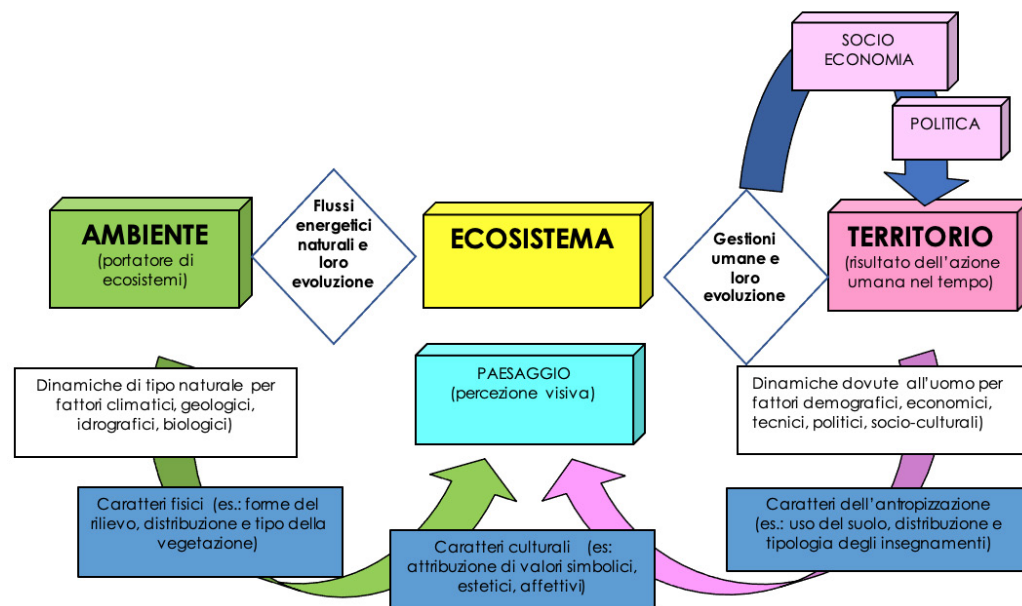 SOCIO
ECONOMIA
POLITICA
AMBIENTE
(portatore di
ecosistemi)
Flussi
energetici
naturali e
loro
evoluzione
ECOSISTEMA
Gestioni
umane e
loro
evoluzione
TERRITORIO
(risultato dell'azione
umana nel tempo)
Dinamiche di tipo naturale per
fattori climatici, geologici,
idrografici, biologici)
PAESAGGIO
(percezione visiva)
Dinamiche dovute all'uomo per
fattori demografici, economici,
tecnici, politici, socio-culturali)
Caratteri fisici (es.: forme del
rilievo, distribuzione e tipo della
vegetazione)
Caratteri culturali (es:
attribuzione di valori simbolici,
estetici, affettivi)
Caratteri dell'antropizzazione
(es.: uso del suolo, distribuzione e
tipologia degli insegnamenti)